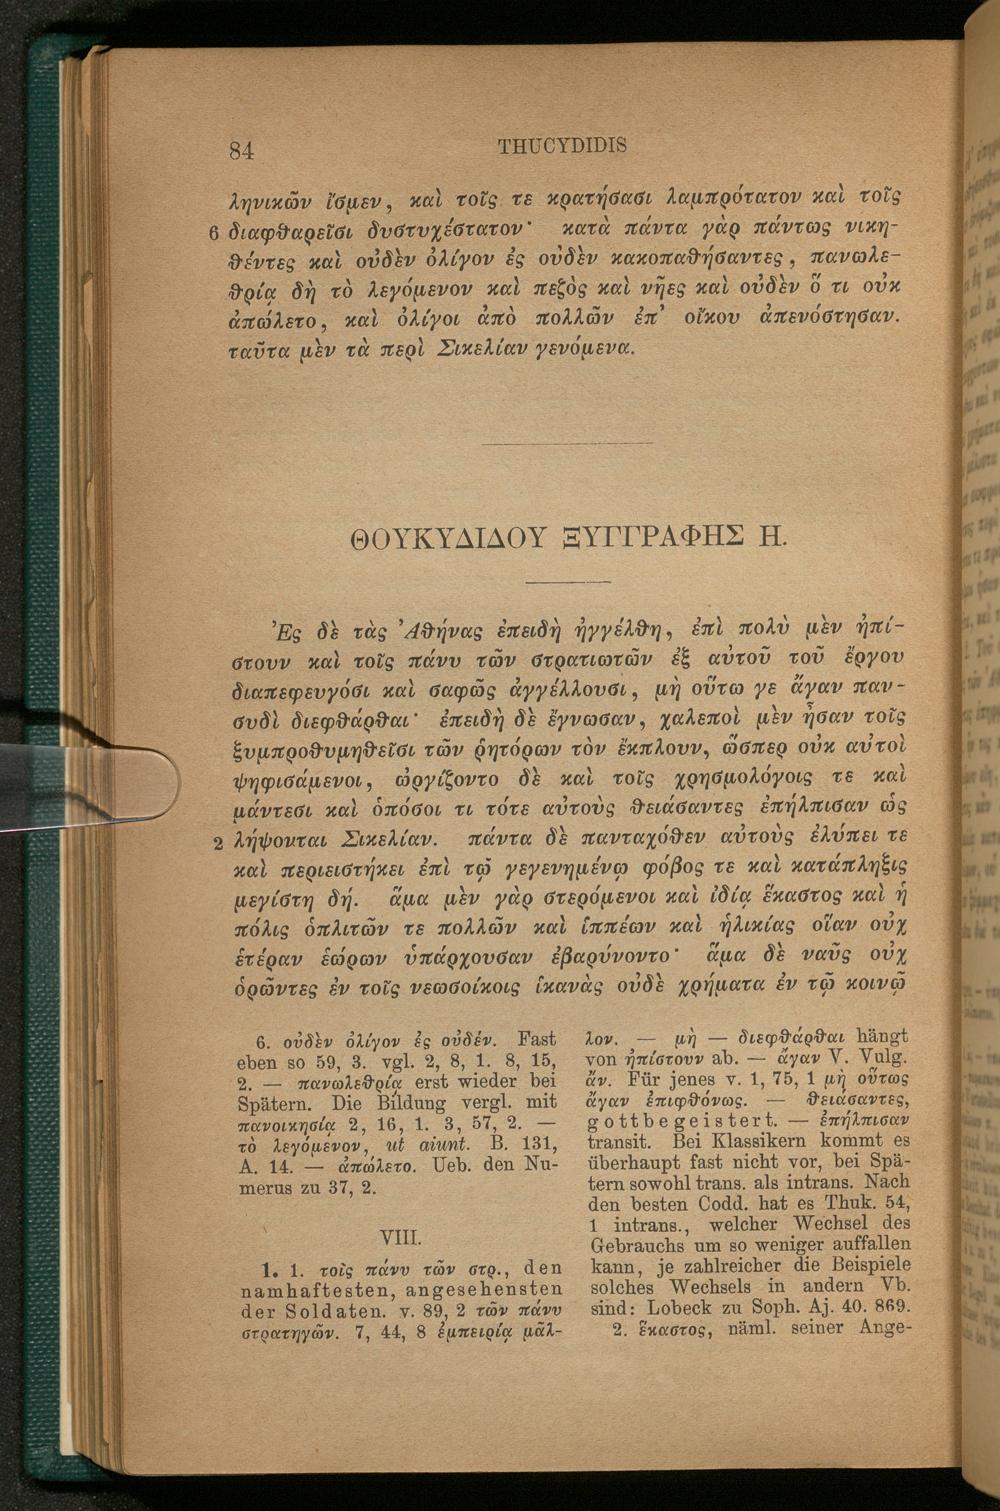 84
THUCYDIDIS
ληνικῶν ἴσμεν, καὶ τοῖς τε κρατήσασι λαμπρότατον καὶ τοῖς
6 διαφθαρεῖσι δυστυχέστατον· κατὰ πάντα γὰρ πάντως νικη-
θέντες καὶ οὐδὲν ὀλίγον ἐς οὐδὲν κακοπαθήσαντες, πανωλε-
θρίᾳ δὴ τὸ λεγόμενον καὶ πεζὸς καὶ νῆες καὶ οὐδὲν ὅ τι οὐκ
ἀπώλετο, καὶ ὀλίγοι ἀπὸ πολλῶν ἐπ’ οἴκου ἀπενόστησαν.
ταῦτα μὲν τὰ περὶ Σικελίαν γενόμενα.
ΘΟΥΚΥΔΙΔΟΥ ΞΥΓΓΡΑΦΗΣ Η.
Ἐς δὲ τὰς Ἀθήνας ἐπειδὴ ἠγγέλθη, ἐπὶ πολὺ μὲν ἠπί-
στουν καὶ τοῖς πάνυ τῶν στρατιωτῶν ἐξ αὐτοῦ τοῦ ἔργου
διαπεφευγόσι καὶ σαφῶς ἀγγέλλουσι, μὴ οὕτω γε ἄγαν παν-
συδὶ διεφθάρθαι· ἐπειδὴ δὲ ἔγνωσαν, χαλεποὶ μὲν ἦσαν τοῖς
ξυμπροθυμηθεῖσι τῶν ῥητόρων τὸν ἔκπλουν, ὥσπερ οὐκ αὐτοὶ
ψηφισάμενοι, ὠργίζοντο δὲ καὶ τοῖς χρησμολόγοις τε καὶ
μάντεσι καὶ ὁπόσοι τι τότε αὐτοὺς θειάσαντες ἐπήλπισαν ὡς
2 λήψονται Σικελίαν. πάντα δὲ πανταχόθεν αὐτοὺς ἐλύπει τε
καὶ περιειστήκει ἐπὶ τῷ γεγενημένῳ φόβος τε καὶ κατάπληξις
μεγίστη δή. ἅμα μὲν γὰρ στερόμενοι καὶ ἰδίᾳ ἕκαστος καὶ ἡ
πόλις ὁπλιτῶν τε πολλῶν καὶ ἱππέων καὶ ἡλικίας οἵαν οὐχ
ἑτέραν ἑώρων ὑπάρχουσαν ἐβαρύνοντο· ἅμα δὲ ναῦς οὐχ
ὁρῶντες ἐν τοῖς νεωσοίκοις ἱκανὰς οὐδὲ χρήματα ἐν τῷ κοινῷ
6. οὐδὲν ὀλίγον ἐς οὐδέν. Fast
eben so 59, 3. vgl. 2, 8, 1. 8, 15,
2. — πανωλεθρίᾳ erst wieder bei
Spätern. Die Bildung vergl. mit
πανοικησίᾳ 2, 16, 1. 3, 57, 2. —
τὸ λεγόμενον, ut aiunt. B. 131,
A. 14. — ἀπώλετο. Ueb. den Nu-
merus zu 37, 2.
VIII.
1. 1. τοῖς πάνυ τῶν στρ., den
namhaftesten, angesehensten
der Soldaten. v. 89, 2 τῶν πάνυ
στρατηγῶν. 7, 44, 8 ἐμπειρίᾳ μᾶλ-
λον. — μὴ — διεφθάρθαι hängt
von ἠπίστουν ab. — ἄγαν V. Vulg.
ἄν. Für jenes v. 1, 75, 1 μὴ οὕτως
ἄγαν ἐπιφθόνως. — θειάσαντες,
gottbegeistert. — ἐπήλπισαν
transit. Bei Klassikern kommt es
überhaupt fast nicht vor, bei Spä-
tern sowohl trans. als intrans. Nach
den besten Codd. hat es Thuk. 54,
1 intrans., welcher Wechsel des
Gebrauchs um so weniger auffallen
kann, je zahlreicher die Beispiele
solches Wechsels in andern Vb.
sind: Lobeck zu Soph. Aj. 40. 869.
2. ἕκαστος, näml. seiner Ange-